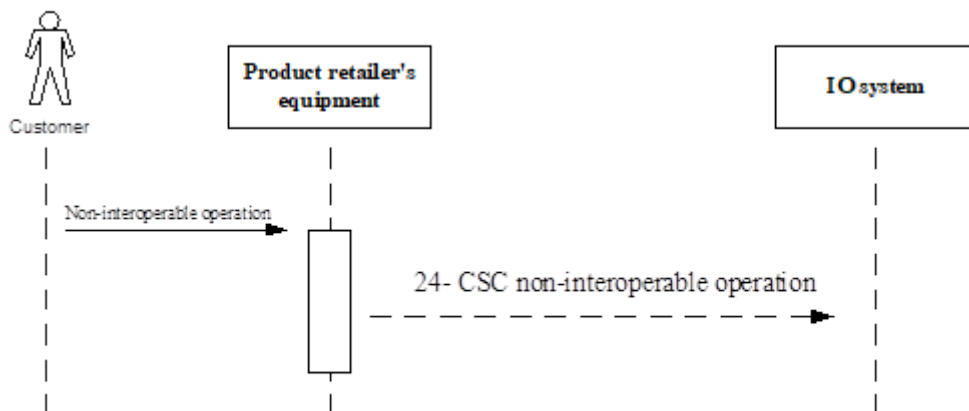 Product retailer's
equipment
IO system
Customer
Non-interoperable operation
24- CSC non-interoperable operation